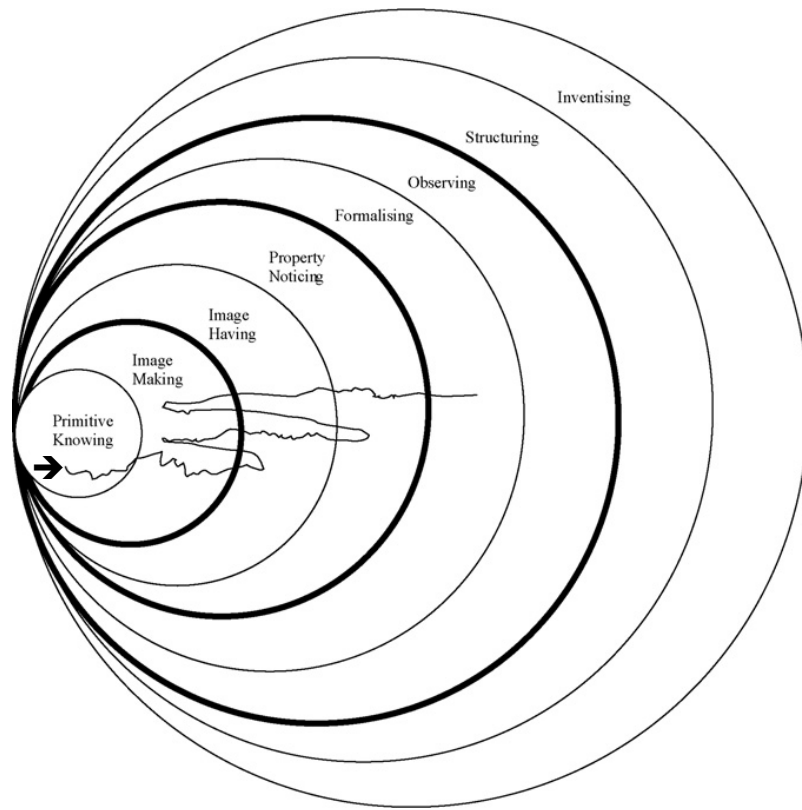 Inventising
Structuring
Observing
Formalising
Property
Noticing
Image
Having
Image
Making
Primitive
Knowing